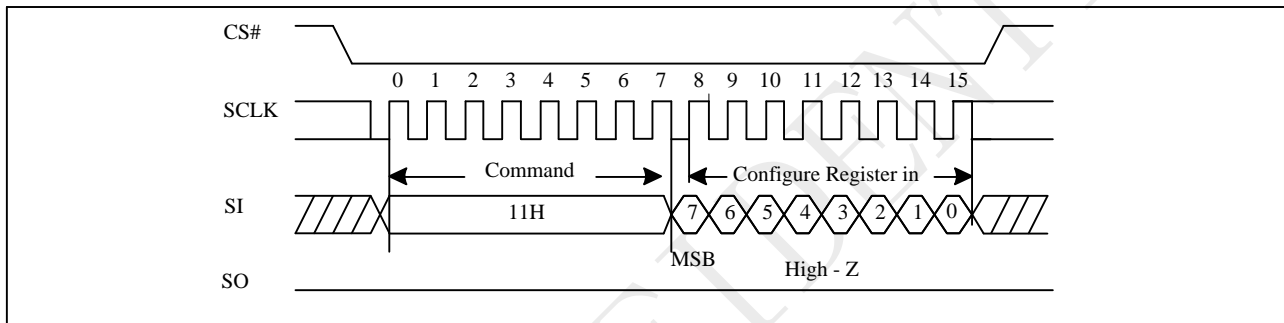 CS#
0 1 2 3 4 5 6 7 8 9 10 11 12 13 14 15
SCLK
Command
Configure Register in
SI
11H
7 6 5 4 3 2 1 0
MSB
High - Z
SO